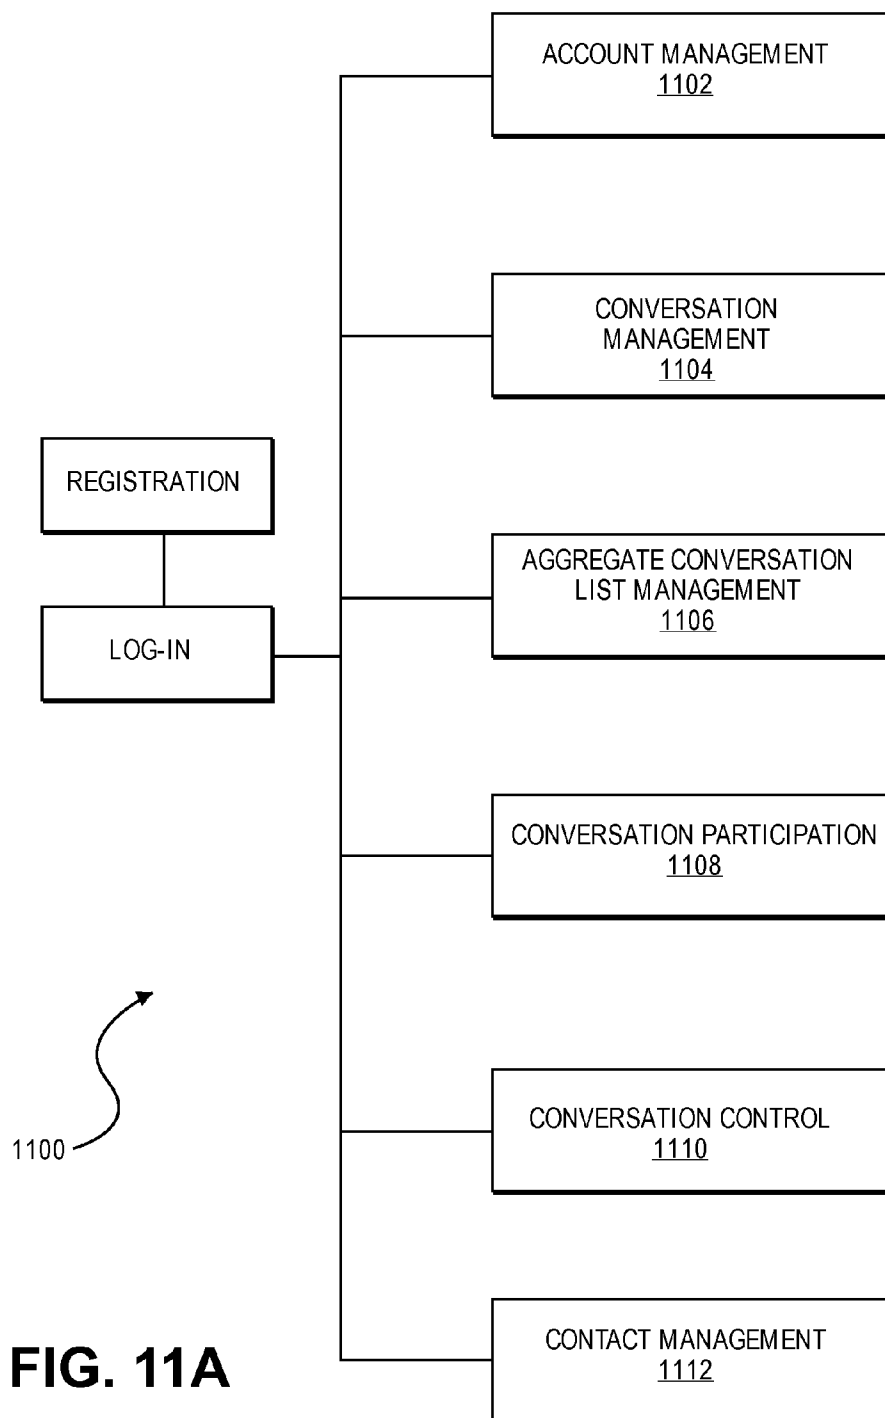 ACCOUNT MANAGEMENT
1102
CONVERSATION
MANAGEMENT
1104
REGISTRATION
AGGREGATE CONVERSATION
LIST MANAGEMENT
1106
LOG-IN
CONVERSATION PARTICIPATION
1108
CONVERSATION CONTROL
1110
1100
CONTACT MANAGEMENT
1112
FIG. 11A